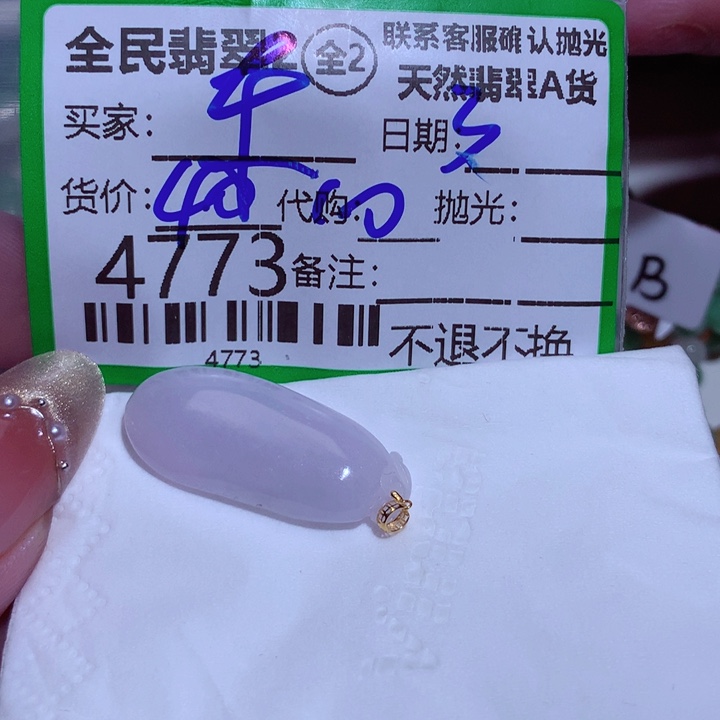 全民翡翠2 全2
联系客服确认抛光
天然翡翠A货
买家：
日期：3
货价：
代购：
抛光：
4773
备注：
4773
不退不换
B